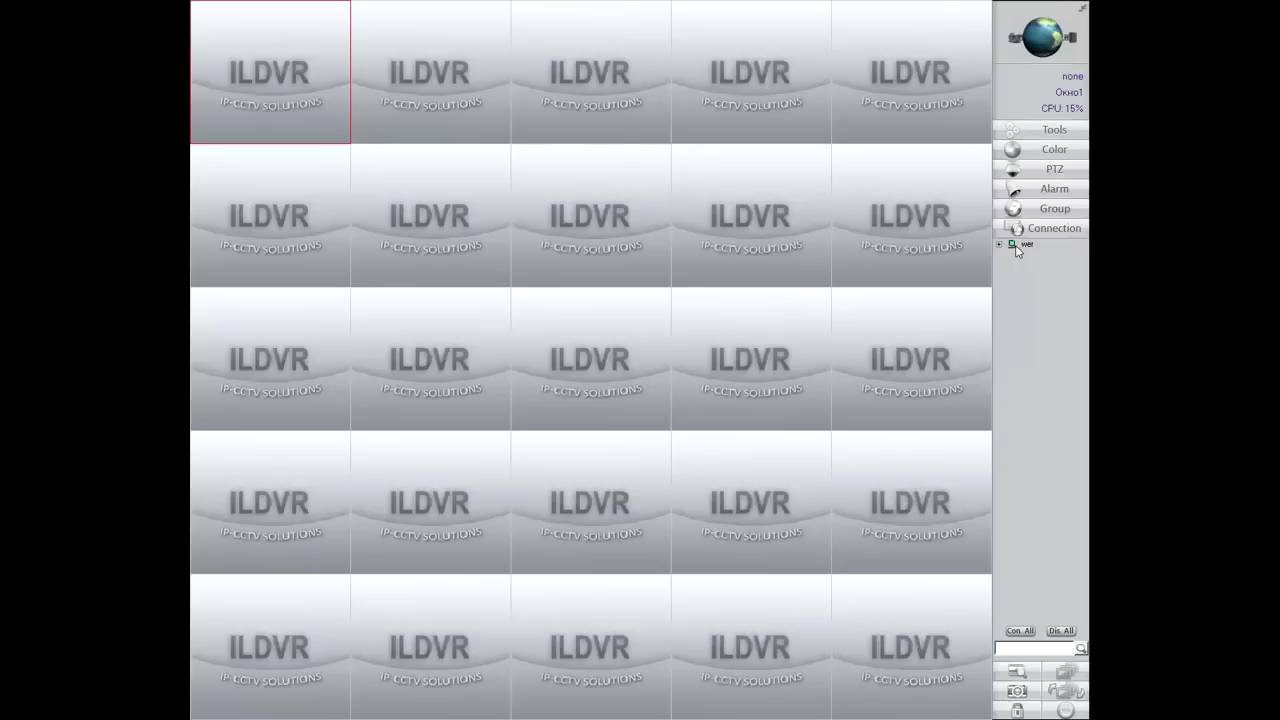 ILDVR ILDVR ILDVR ILDVR ILDVR
IP-CCTV SOLUTIONS IP-CCTV SOLUTIONS IP-CCTV SOLUTIONS IP-CCTV SOLUTIONS IP-CCTV SOLUTIONS
ILDVR ILDVR ILDVR ILDVR ILDVR
IP-CCTV SOLUTIONS IP-CCTV SOLUTIONS IP-CCTV SOLUTIONS IP-CCTV SOLUTIONS IP-CCTV SOLUTIONS
ILDVR ILDVR ILDVR ILDVR ILDVR
IP-CCTV SOLUTIONS IP-CCTV SOLUTIONS IP-CCTV SOLUTIONS IP-CCTV SOLUTIONS IP-CCTV SOLUTIONS
ILDVR ILDVR ILDVR ILDVR ILDVR
IP-CCTV SOLUTIONS IP-CCTV SOLUTIONS IP-CCTV SOLUTIONS IP-CCTV SOLUTIONS IP-CCTV SOLUTIONS
ILDVR ILDVR ILDVR ILDVR ILDVR
IP-CCTV SOLUTIONS IP-CCTV SOLUTIONS IP-CCTV SOLUTIONS IP-CCTV SOLUTIONS IP-CCTV SOLUTIONS
none
Окно1
CPU: 15%
Tools
Color
PTZ
Alarm
Group
Connection
wer
Con. All Dis. All